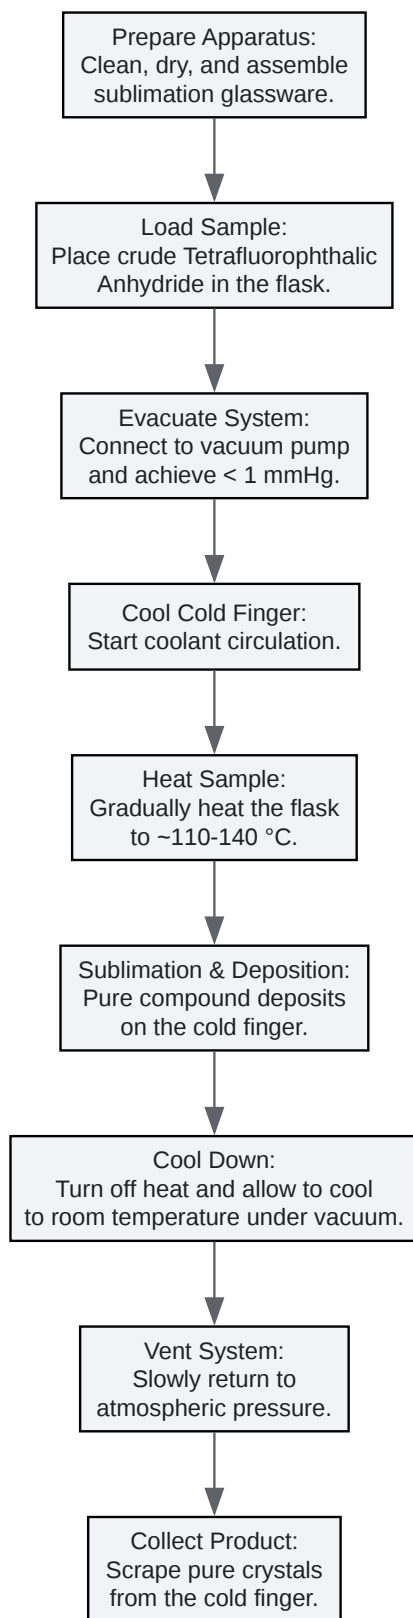 Prepare Apparatus:
Clean, dry, and assemble
sublimation glassware.
Load Sample:
Place crude Tetrafluorophthalic
Anhydride in the flask.
Evacuate System:
Connect to vacuum pump
and achieve < 1 mmHg.
Cool Cold Finger:
Start coolant circulation.
Heat Sample:
Gradually heat the flask
to ~110-140 °C.
Sublimation & Deposition:
Pure compound deposits
on the cold finger.
Cool Down:
Turn off heat and allow to cool
to room temperature under vacuum.
Vent System:
Slowly return to
atmospheric pressure.
Collect Product:
Scrape pure crystals
from the cold finger.